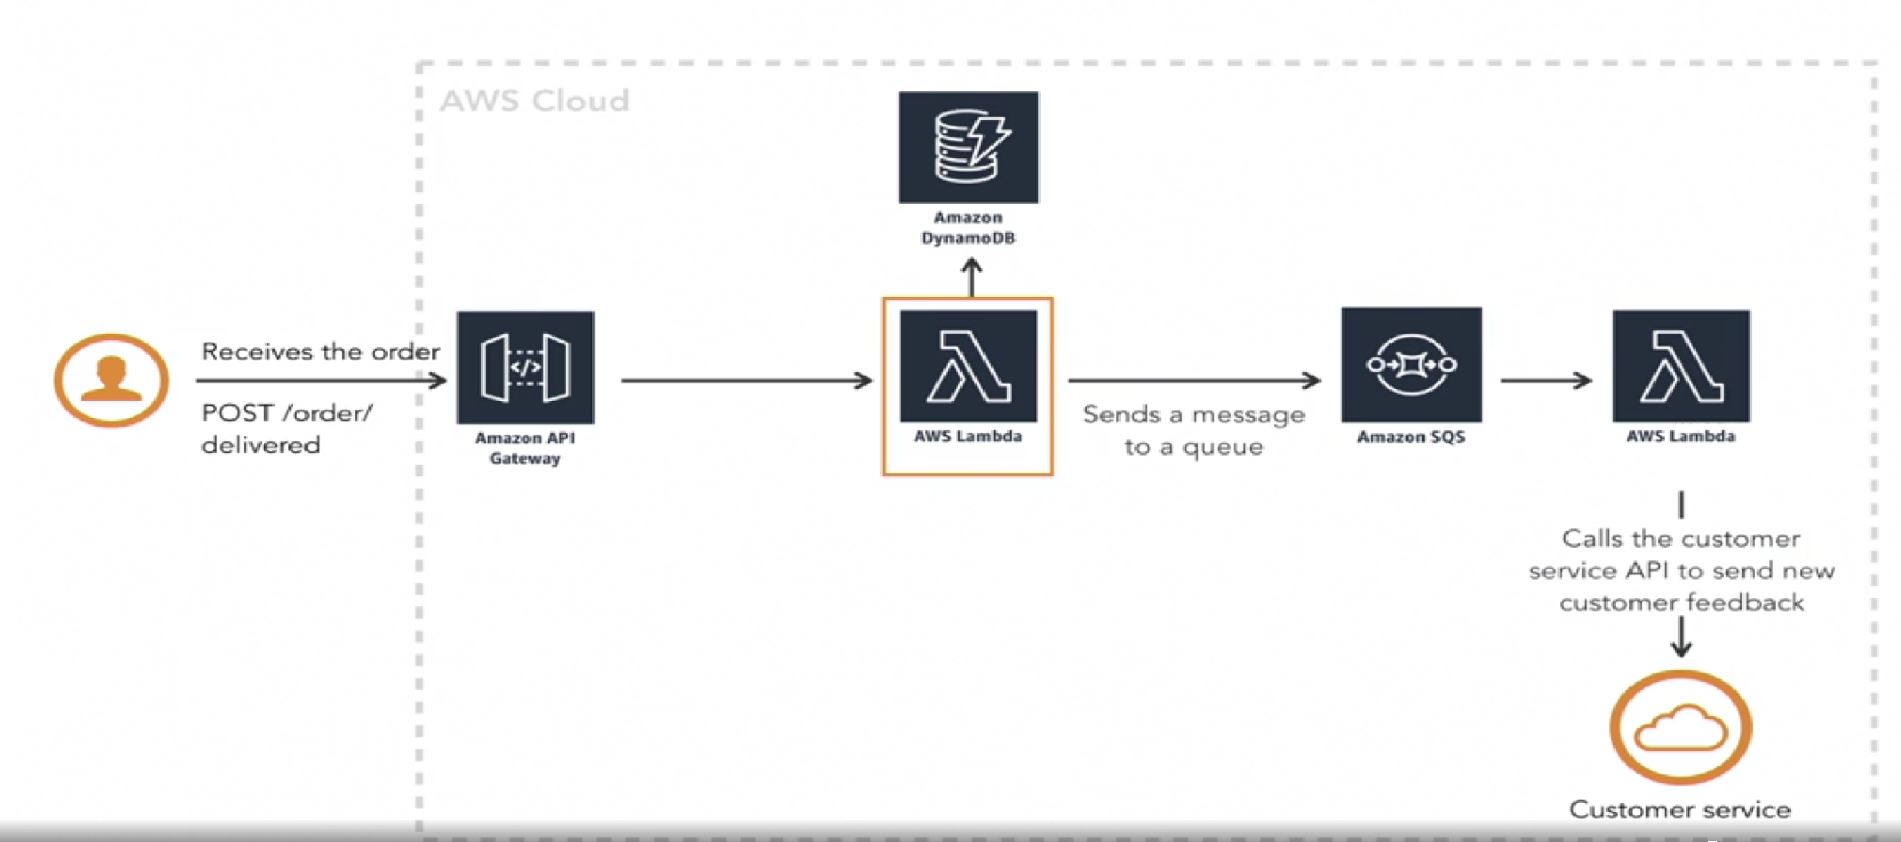 AWS Cloud
Amazon
DynamoDB
Receives the order
POST /order/
delivered
</>
Amazon API
Gateway
AWS Lambda
Sends a message
to a queue
Amazon SQS
AWS Lambda
Calls the customer
service API to send new
customer feedback
Customer service